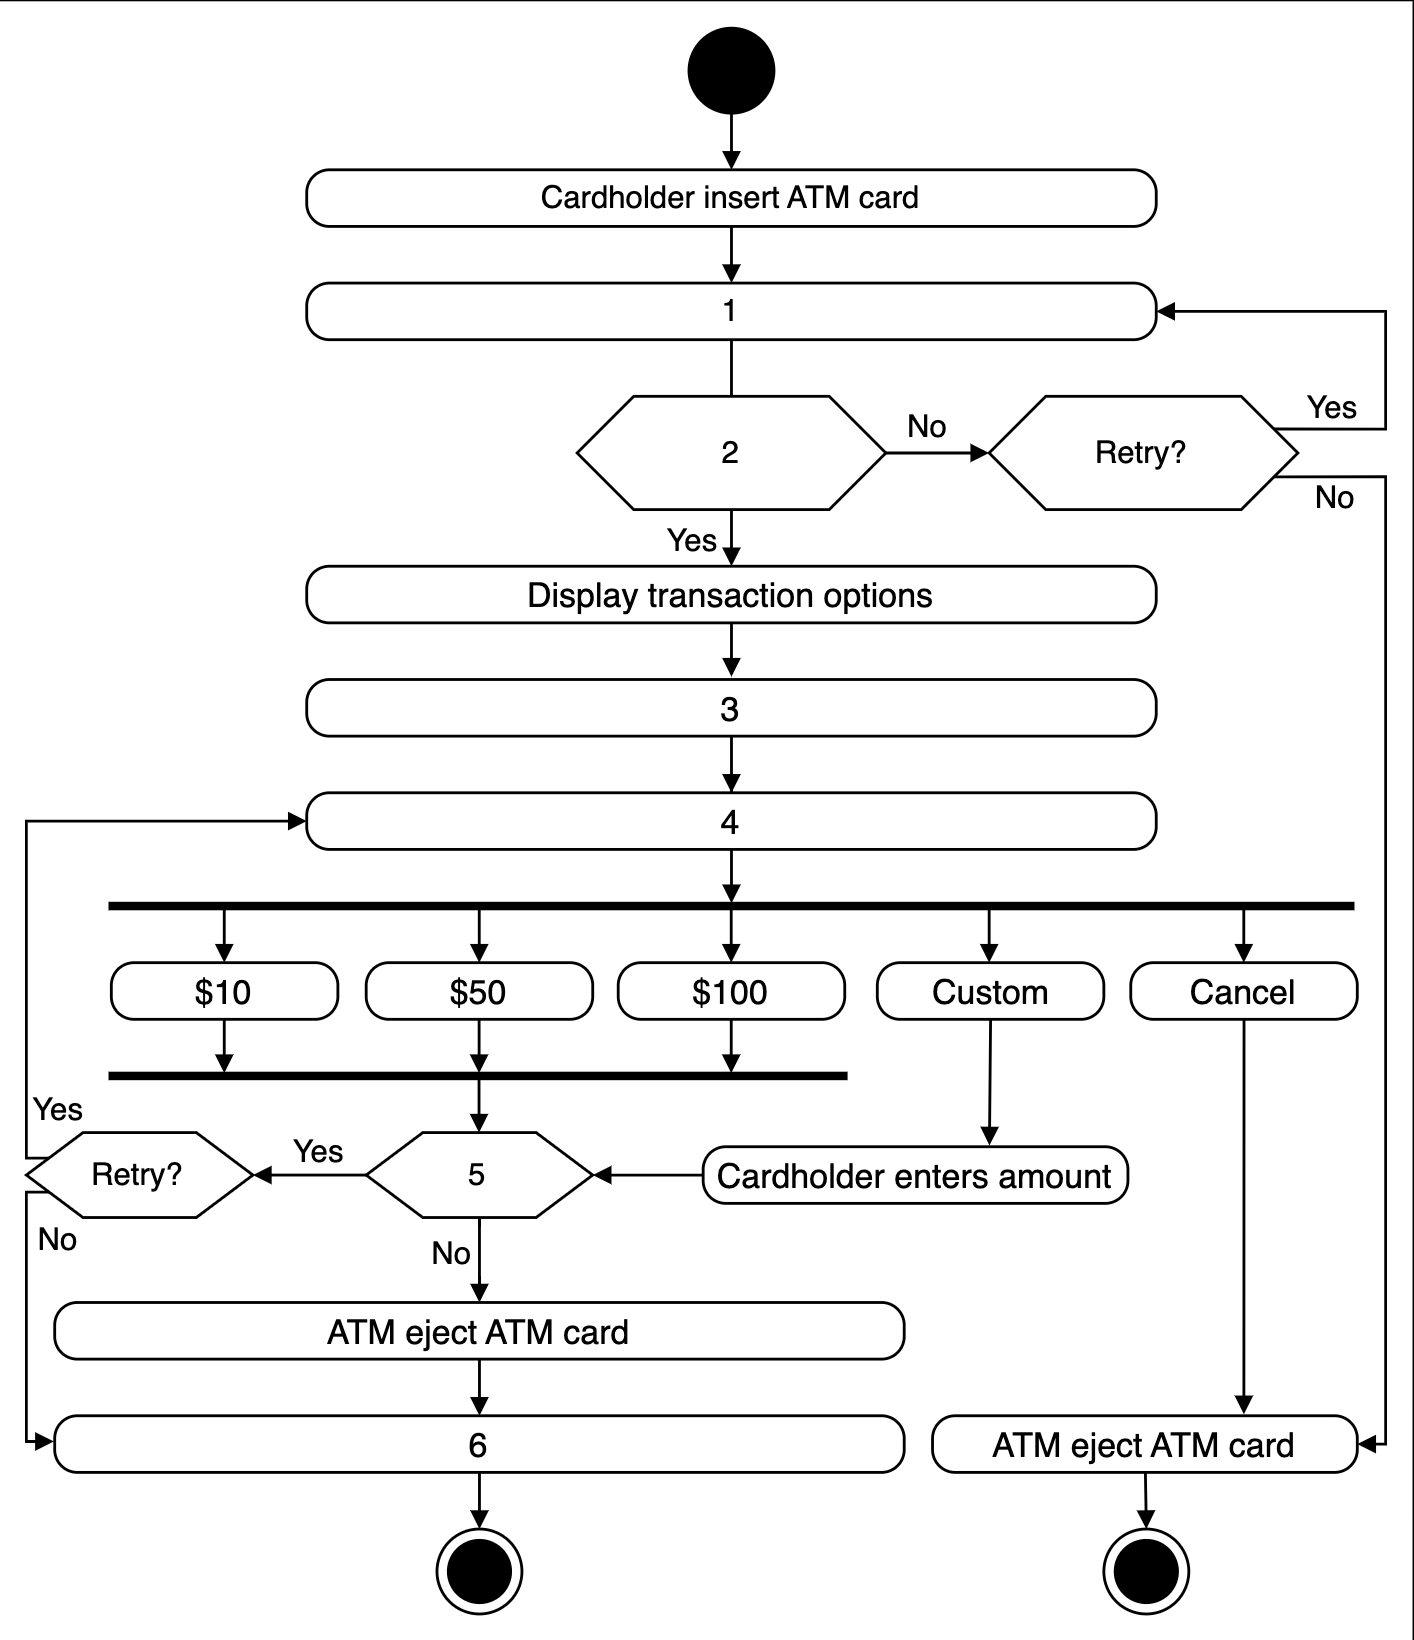 Cardholder insert ATM card
1
Yes
No
2
Retry?
No
Yes
Display transaction options
3
4
$10
$50
$100
Custom
Cancel
Yes
Yes
Retry?
5
Cardholder enters amount
No
No
ATM eject ATM card
6
ATM eject ATM card